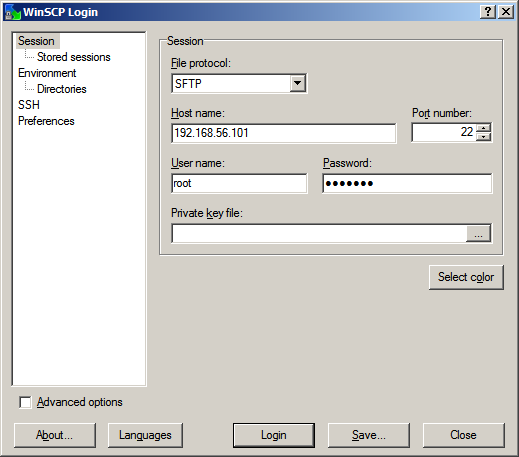 WinSCP Login
Session
Stored sessions
Environment
Directories
SSH
Preferences
Session
File protocol:
SFTP
Host name:
Port number:
192.168.56.101
22
User name:
Password:
root
●●●●●●●
Private key file:
...
Select color
Advanced options
About...
Languages
Login
Save...
Close